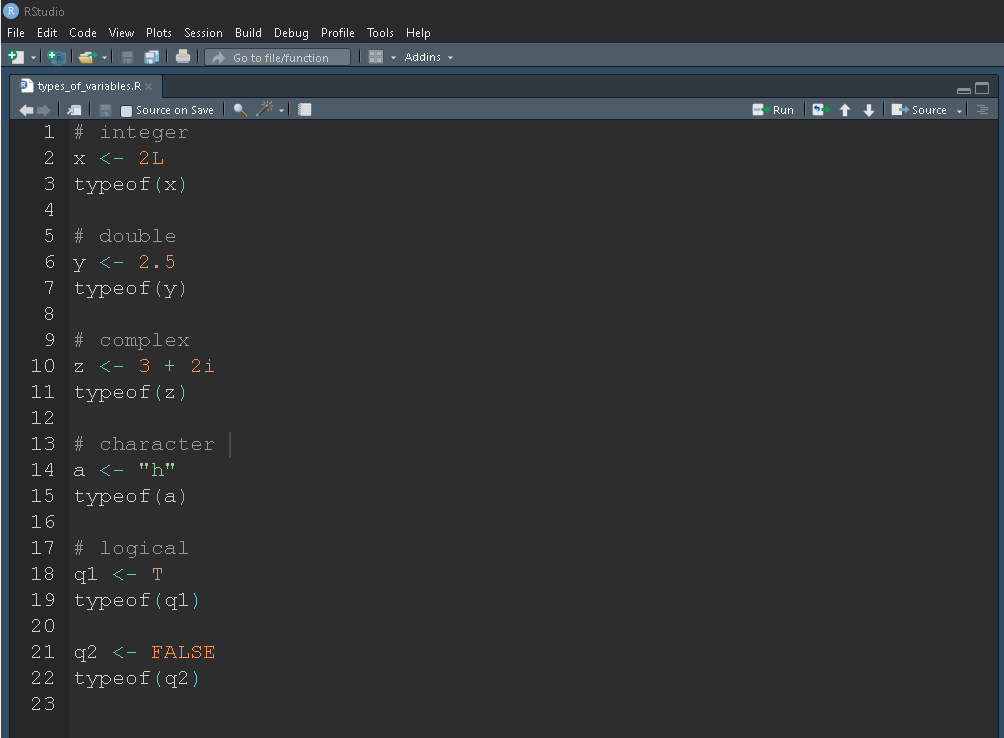 RStudio
File Edit Code View Plots Session Build Debug Profile Tools Help
Go to file/function Addins
types_of_variables.R
Source on Save Run Source
1 # integer
2 x <- 2L
3 typeof(x)
4
5 # double
6 y <- 2.5
7 typeof(y)
8
9 # complex
10 z <- 3 + 2i
11 typeof(z)
12
13 # character
14 a <- "h"
15 typeof(a)
16
17 # logical
18 q1 <- T
19 typeof(q1)
20
21 q2 <- FALSE
22 typeof(q2)
23